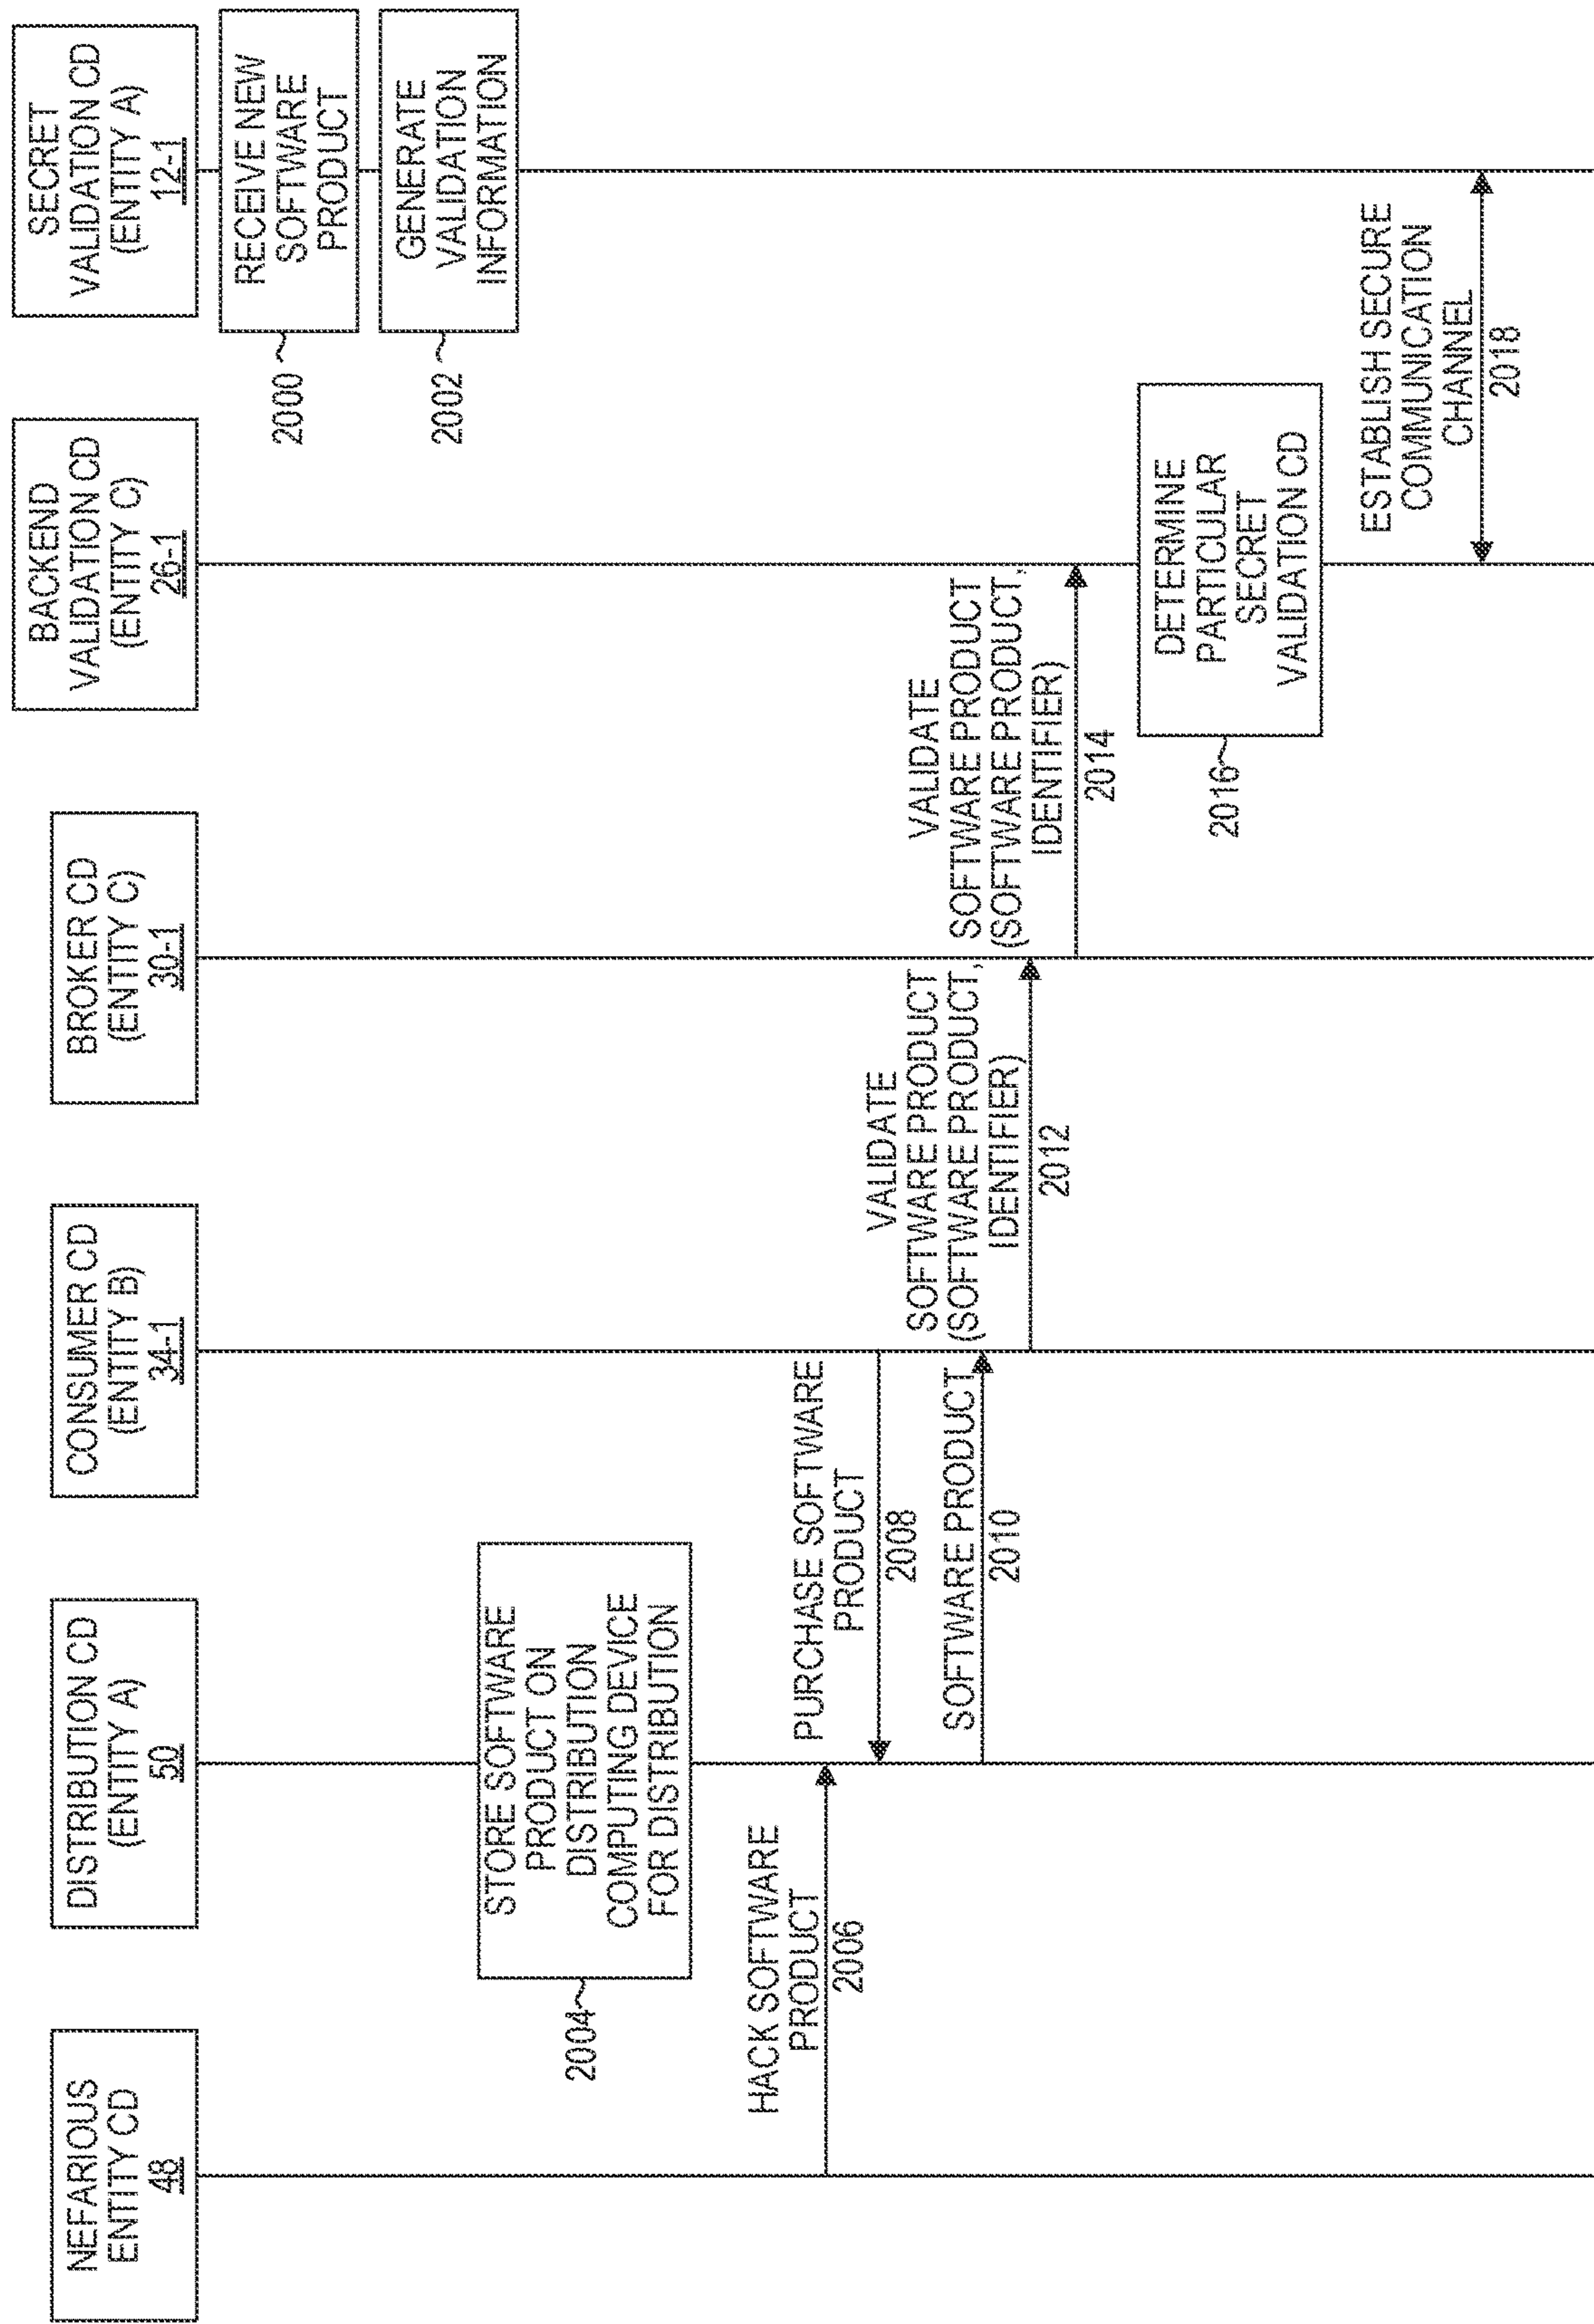 NEFARIOUS
ENTITY CD
48
DISTRIBUTION CD
(ENTITY A)
50
CONSUMER CD
(ENTITY B)
34-1
BROKER CD
(ENTITY C)
30-1
BACKEND
VALIDATION CD
(ENTITY C)
26-1
SECRET
VALIDATION CD
(ENTITY A)
12-1
RECEIVE NEW
SOFTWARE
PRODUCT
2000
GENERATE
VALIDATION
INFORMATION
2002
STORE SOFTWARE
PRODUCT ON
DISTRIBUTION
COMPUTING DEVICE
FOR DISTRIBUTION
2004
HACK SOFTWARE
PRODUCT
2006
PURCHASE SOFTWARE
PRODUCT
2008
SOFTWARE PRODUCT
2010
VALIDATE
SOFTWARE PRODUCT
(SOFTWARE PRODUCT,
IDENTIFIER)
2012
VALIDATE
SOFTWARE PRODUCT
(SOFTWARE PRODUCT,
IDENTIFIER)
2014
DETERMINE
PARTICULAR
SECRET
VALIDATION CD
2016
ESTABLISH SECURE
COMMUNICATION
CHANNEL
2018